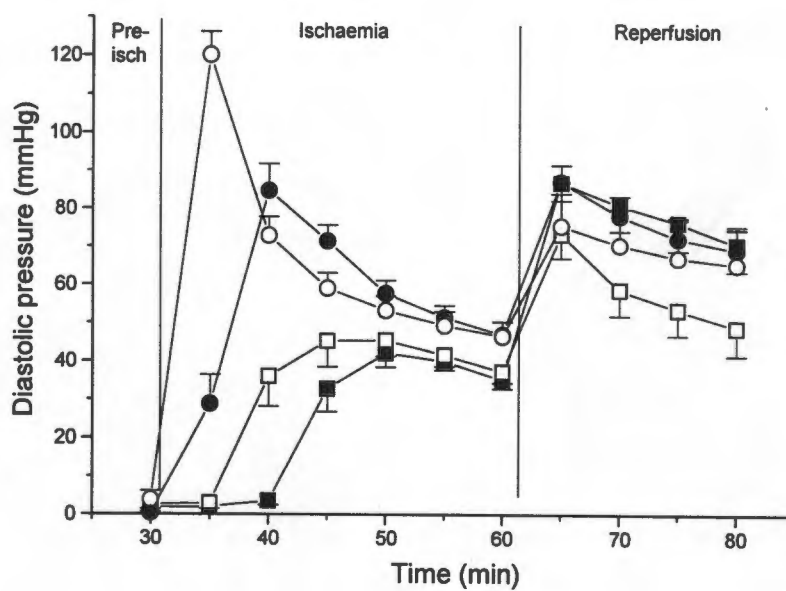 Pre-
isch
Ischaemia
Reperfusion
Diastolic pressure (mmHg)
120
100
80
60
40
20
0
30
40
50
60
70
80
Time (min)